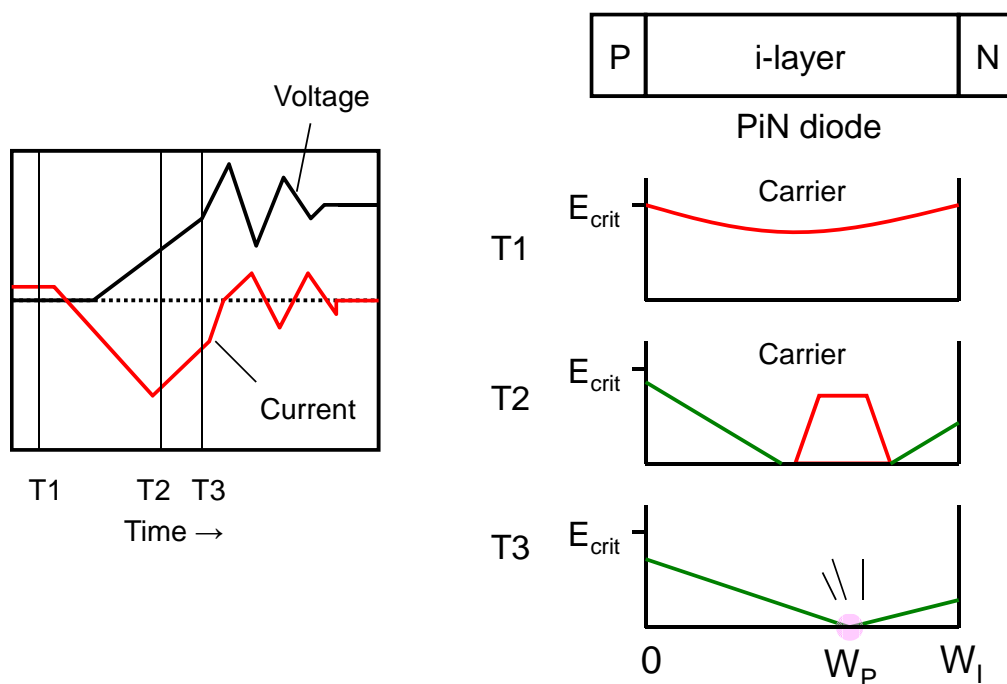 Voltage
Current
T1 T2 T3
Time →
P i-layer N
PiN diode
T1 E_crit Carrier
T2 E_crit Carrier
T3 E_crit
0 W_P W_I